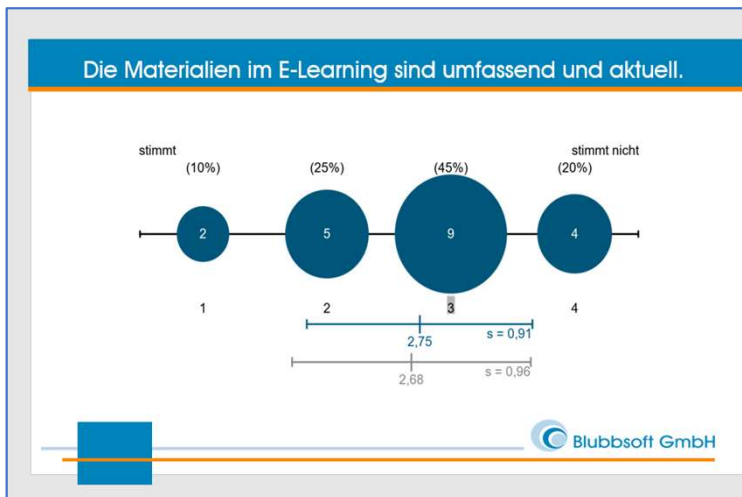 Die Materialien im E-Learning sind umfassend und aktuell.
stimmt
stimmt nicht
(10%)
(25%)
(45%)
(20%)
2
5
9
4
1
2
3
4
s = 0,91
2,75
s = 0,96
2,68
Blubbsoft GmbH